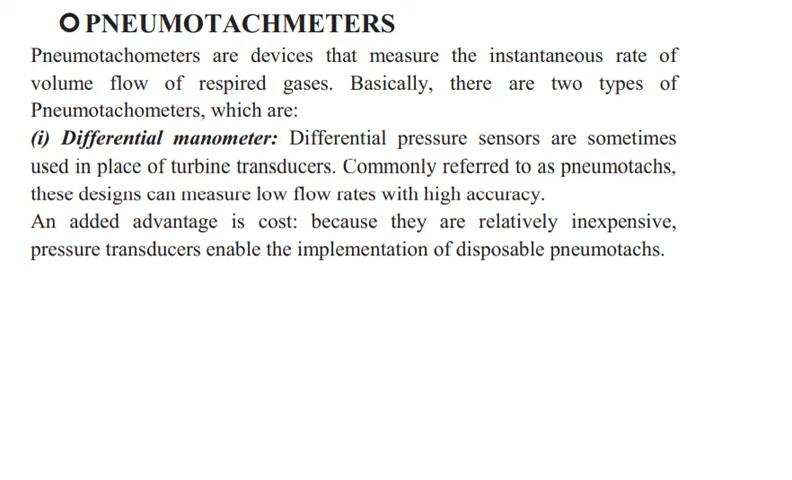 PNEUMOTACHMETERS
Pneumotachometers are devices that measure the instantaneous rate of
volume flow of respired gases. Basically, there are two types of
Pneumotachometers, which are:
(i) Differential manometer: Differential pressure sensors are sometimes
used in place of turbine transducers. Commonly referred to as pneumotachs,
these designs can measure low flow rates with high accuracy.
An added advantage is cost: because they are relatively inexpensive,
pressure transducers enable the implementation of disposable pneumotachs.